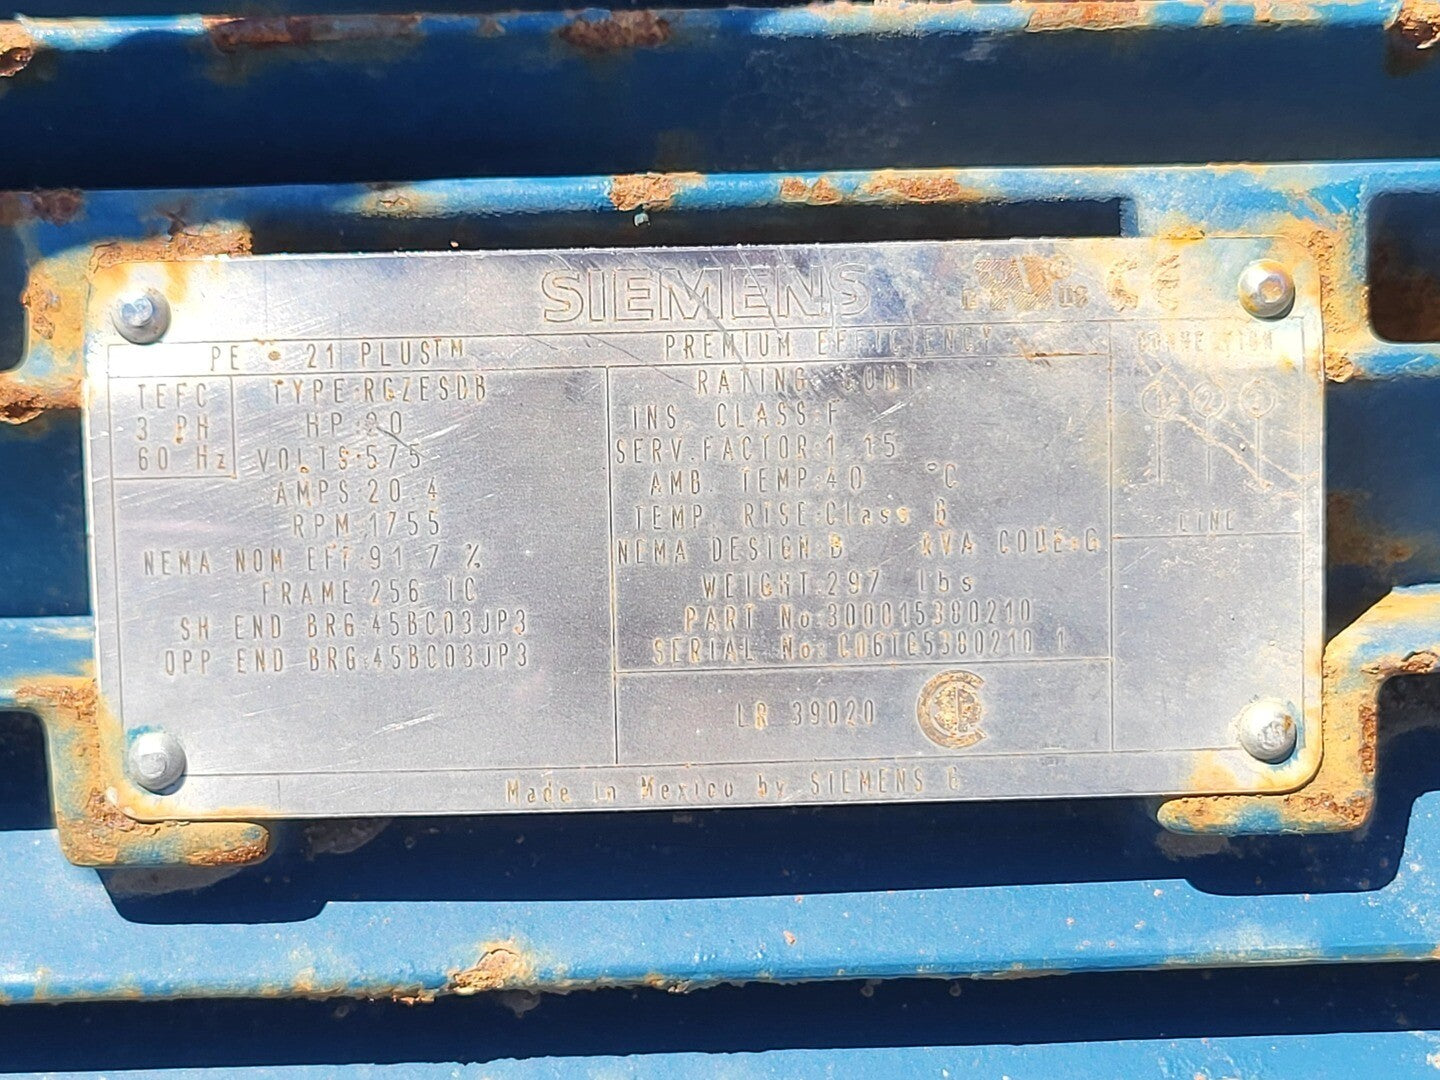 SIEMENS
PE • 21 PLUS™ PREMIUM EFFICIENCY
CONNECTION
TEFC
3 PH
60 Hz
TYPE:RGZESDB
HP:20
VOLTS:575
AMPS:20.4
RPM:1755
NEMA NOM EFF:91.7 %
FRAME:256 TC
SH END BRG:45BC03JP3
OPP END BRG:45BC03JP3
RATING:CONT.
INS. CLASS:F
SERV.FACTOR:1.15
AMB. TEMP:40 °C
TEMP. RISE:Class B
NEMA DESIGN:B KVA CODE:G
WEIGHT:297 lbs
PART No:300015380210
SERIAL No:
LR 39020
1 2 3
LINE
Made in Mexico by SIEMENS